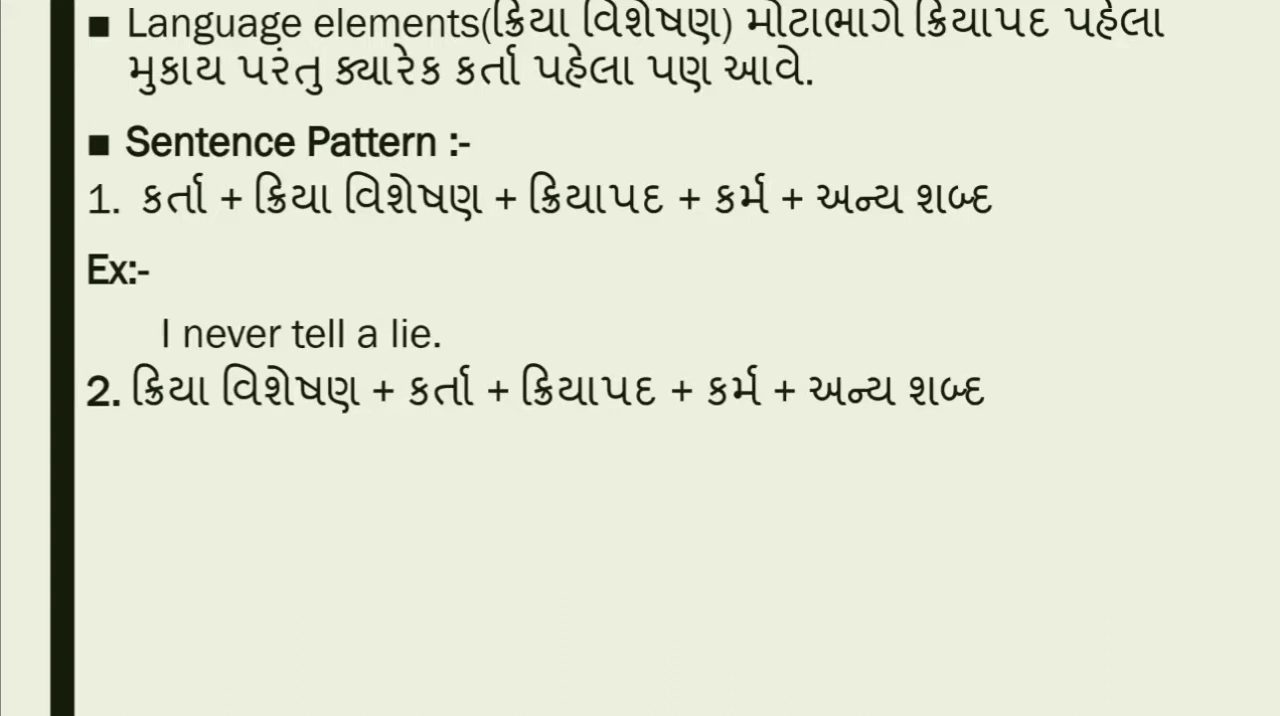 ■ Language elements(ક્રિયા વિશેષણ) મોટાભાગે ક્રિયાપદ પહેલા
મુકાય પરંતુ ક્યારેક કર્તા પહેલા પણ આવે.
■ Sentence Pattern :-
1. કર્તા + ક્રિયા વિશેષણ + ક્રિયાપદ + કર્મ + અન્ય શબ્દ
Ex:-
I never tell a lie.
2. ક્રિયા વિશેષણ + કર્તા + ક્રિયાપદ + કર્મ + અન્ય શબ્દ